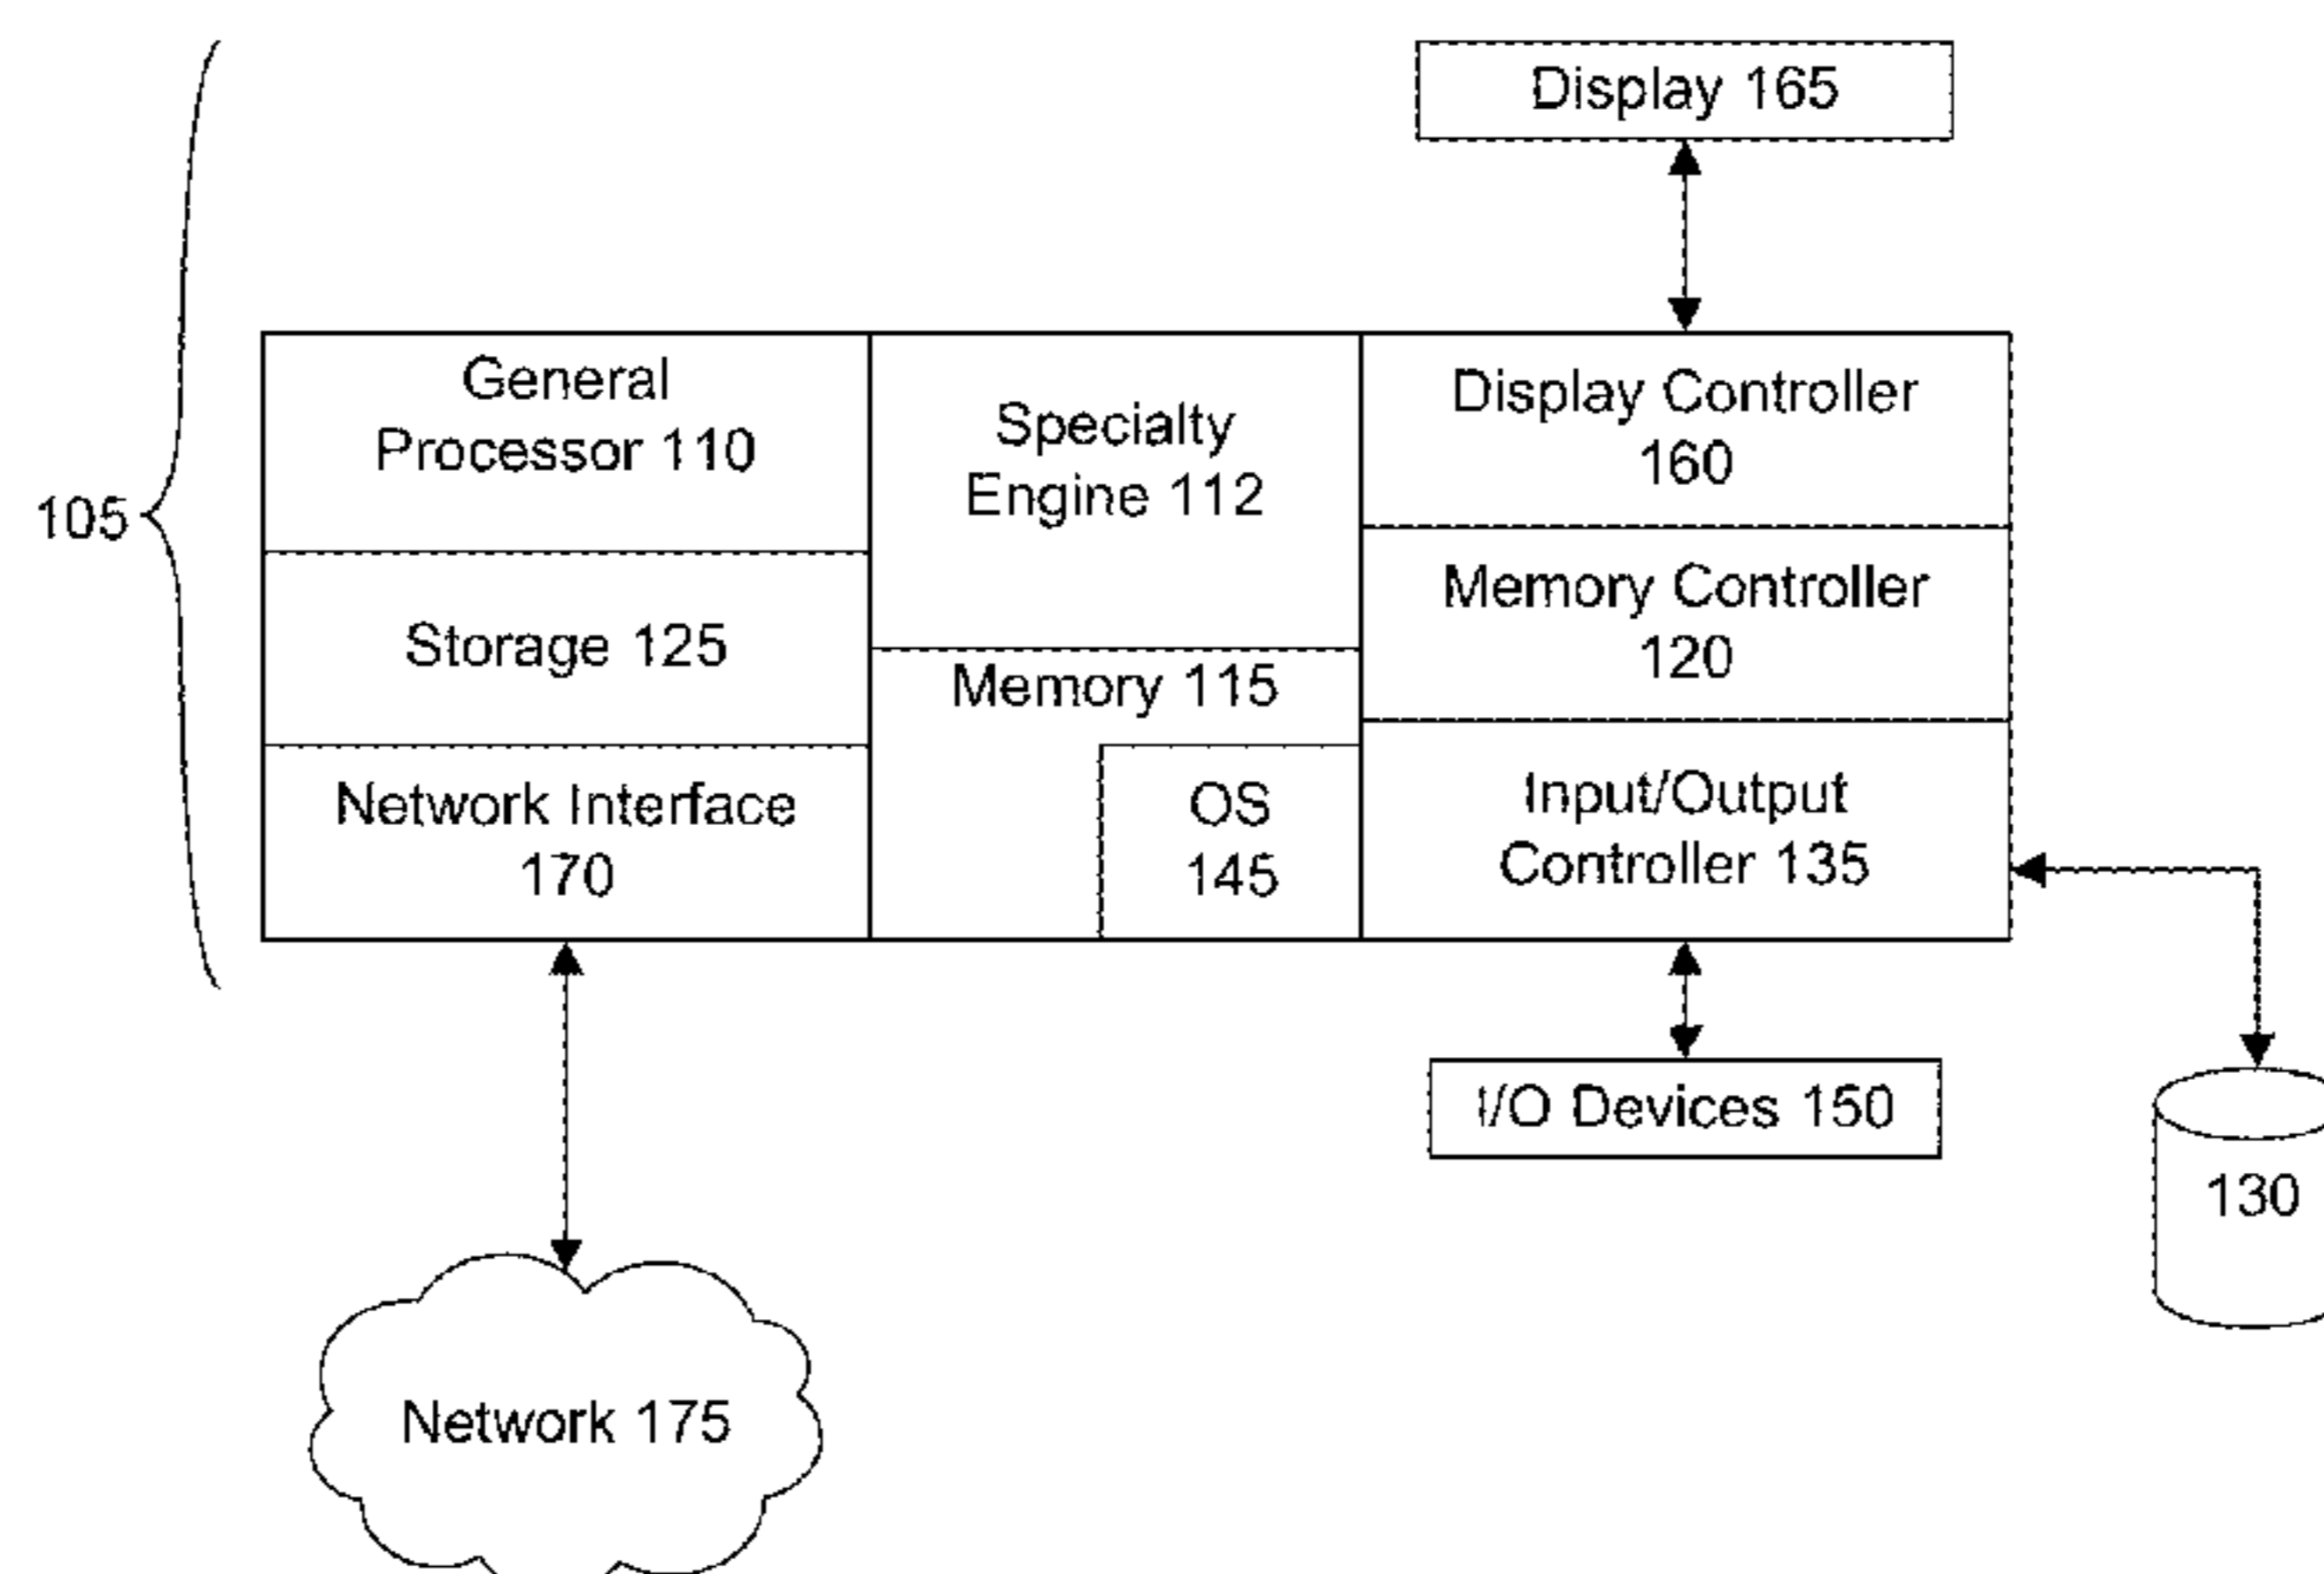 Display 165
105
General
Processor 110
Specialty
Engine 112
Display Controller
160
Storage 125
Memory 115
Memory Controller
120
Network Interface
170
OS
145
Input/Output
Controller 135
I/O Devices 150
130
Network 175